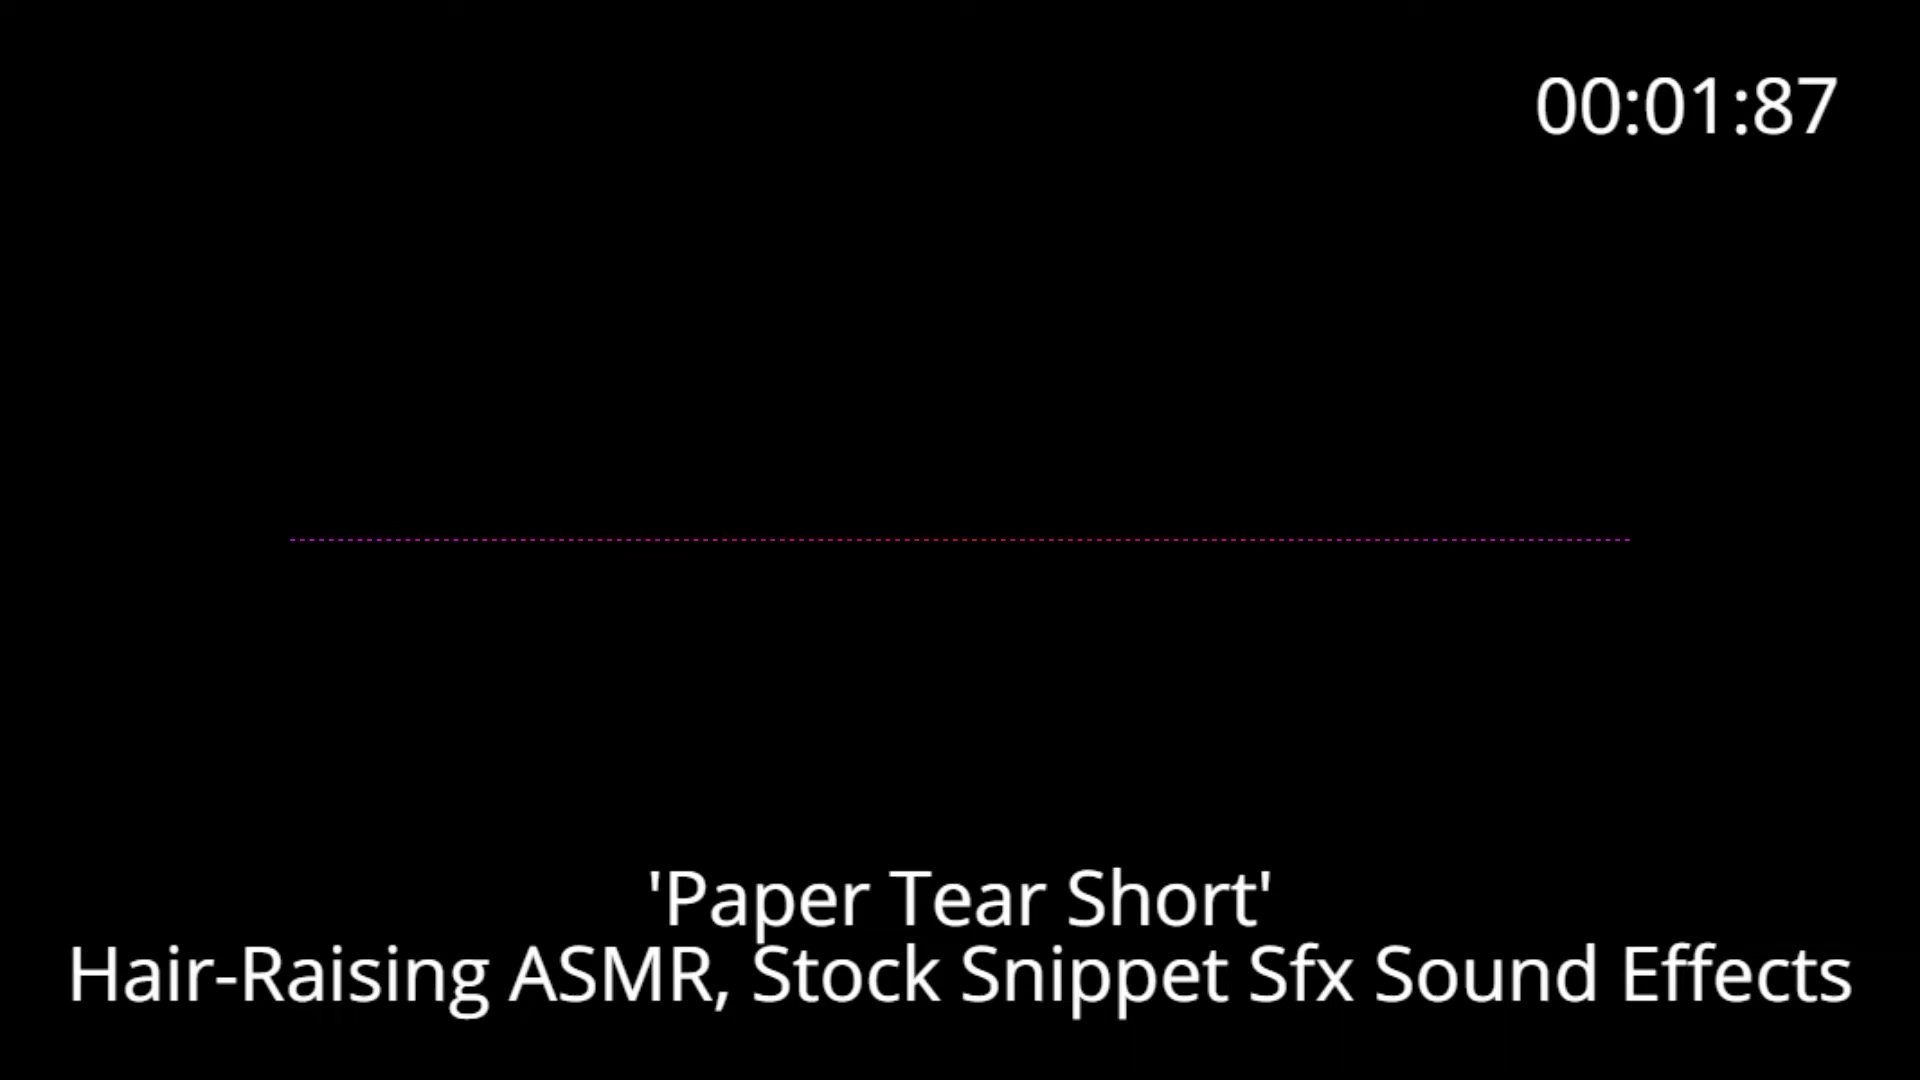 00:01:87
'Paper Tear Short'
Hair-Raising ASMR, Stock Snippet Sfx Sound Effects